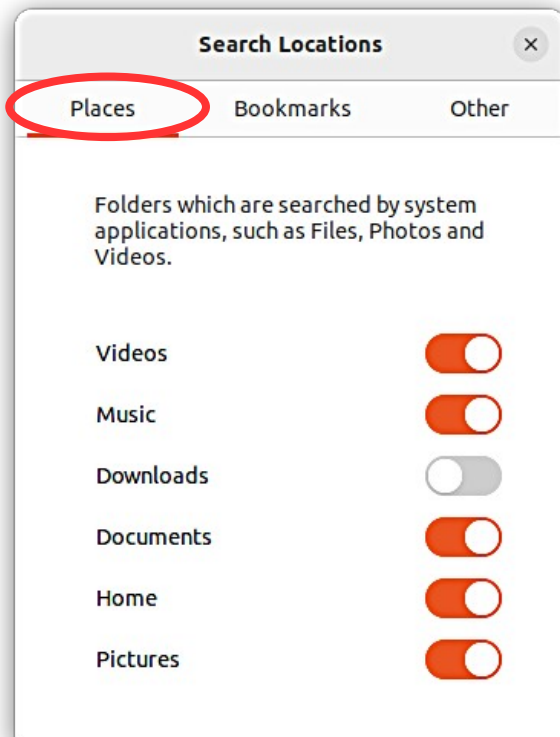 Search Locations
Places Bookmarks Other
Folders which are searched by system
applications, such as Files, Photos and
Videos.
Videos
Music
Downloads
Documents
Home
Pictures